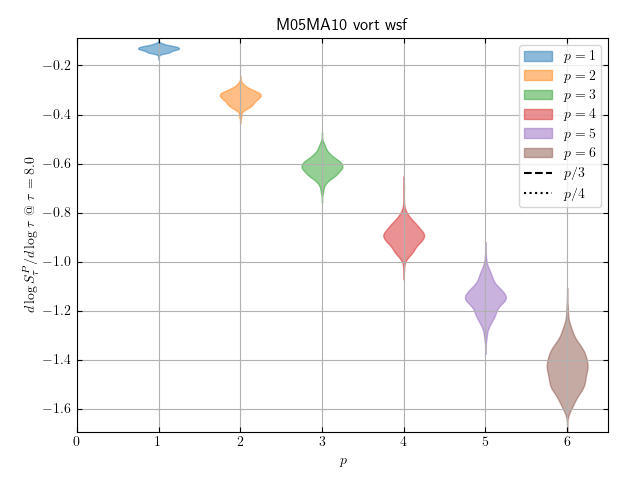 M05MA10 vort wsf
d log S_τ^P / d log τ @ τ = 8.0
−0.2
−0.4
−0.6
−0.8
−1.0
−1.2
−1.4
−1.6
0 1 2 3 4 5 6
p
p = 1
p = 2
p = 3
p = 4
p = 5
p = 6
p/3
p/4